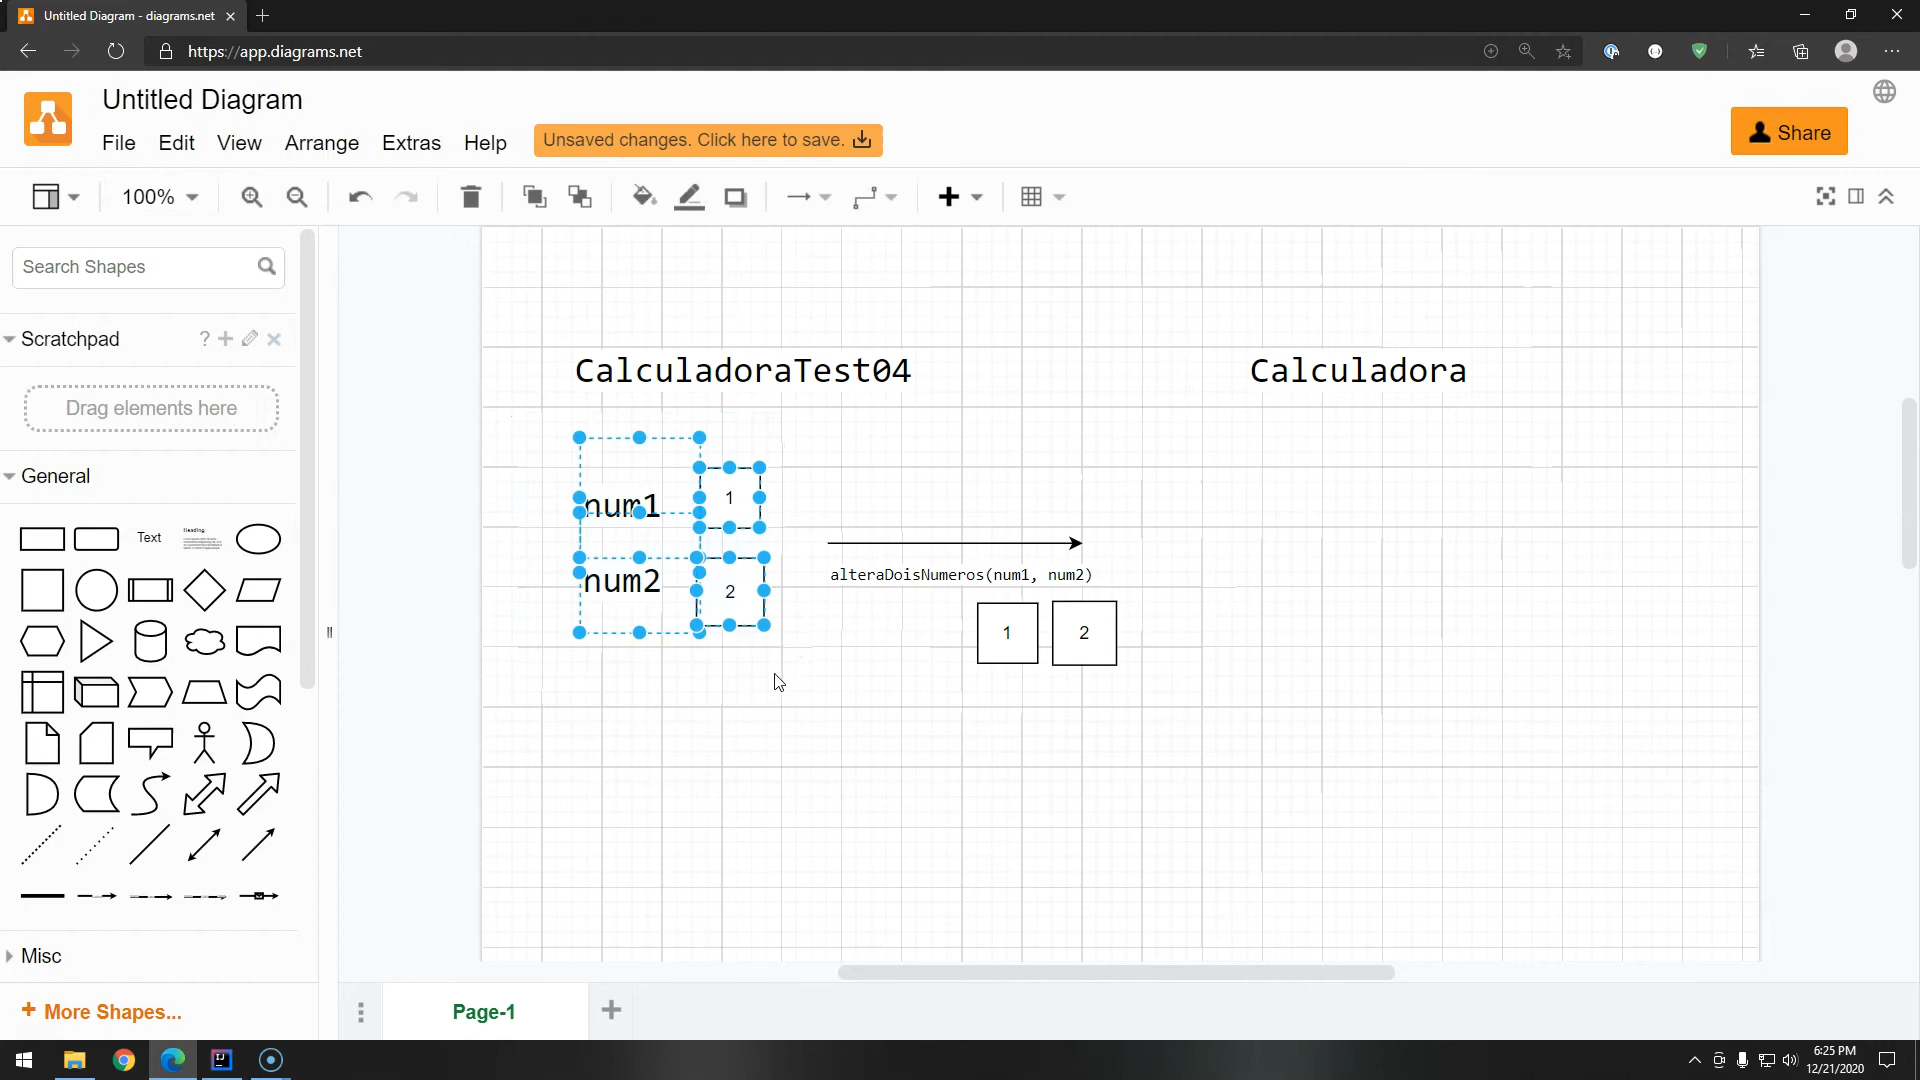 Untitled Diagram - diagrams.net
https://app.diagrams.net
Untitled Diagram
File Edit View Arrange Extras Help
Unsaved changes. Click here to save.
Share
100%
Search Shapes
Scratchpad
?
Drag elements here
General
Text
Heading
Misc
+ More Shapes...
CalculadoraTest04
Calculadora
num1
1
num2
2
alteraDoisNumeros(num1, num2)
1
2
Page-1
IJ
6:25 PM
12/21/2020